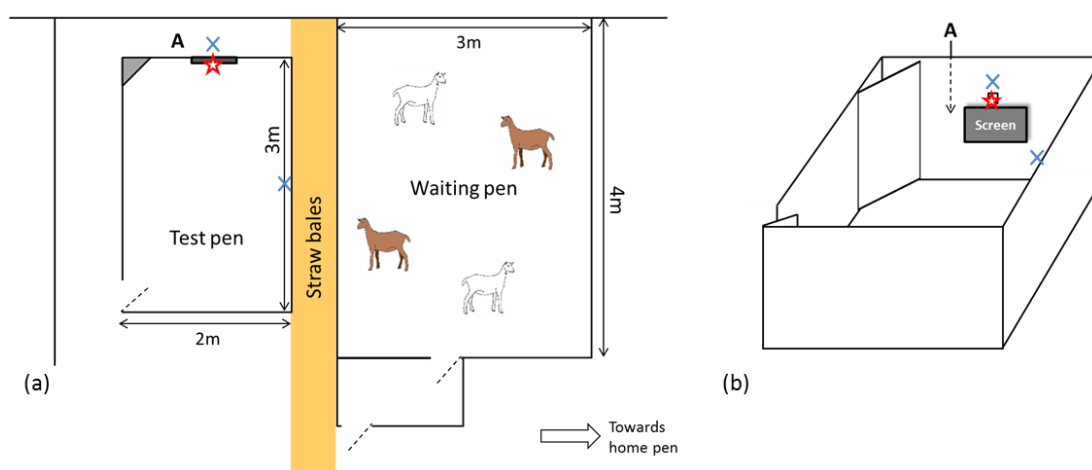 A
3m
3m
Test pen
2m
Straw bales
Waiting pen
4m
(a)
Towards
home pen
A
Screen
(b)